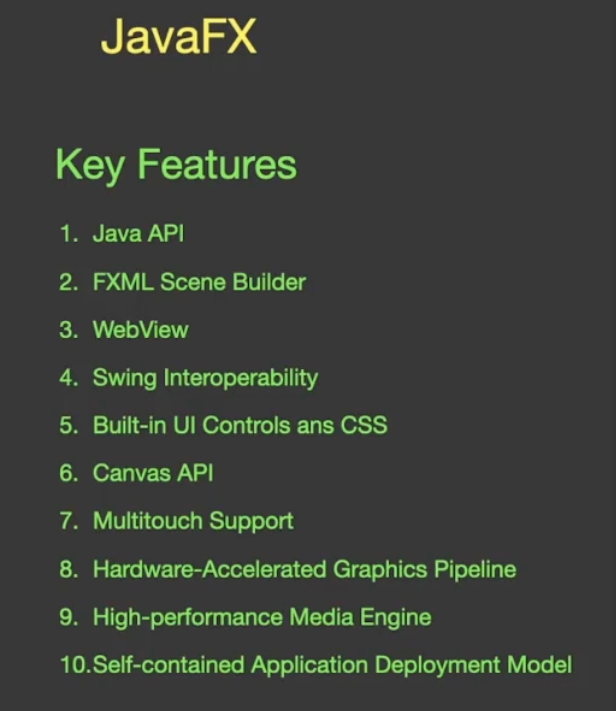 JavaFX
Key Features
1. Java API
2. FXML Scene Builder
3. WebView
4. Swing Interoperability
5. Built-in UI Controls ans CSS
6. Canvas API
7. Multitouch Support
8. Hardware-Accelerated Graphics Pipeline
9. High-performance Media Engine
10.Self-contained Application Deployment Model